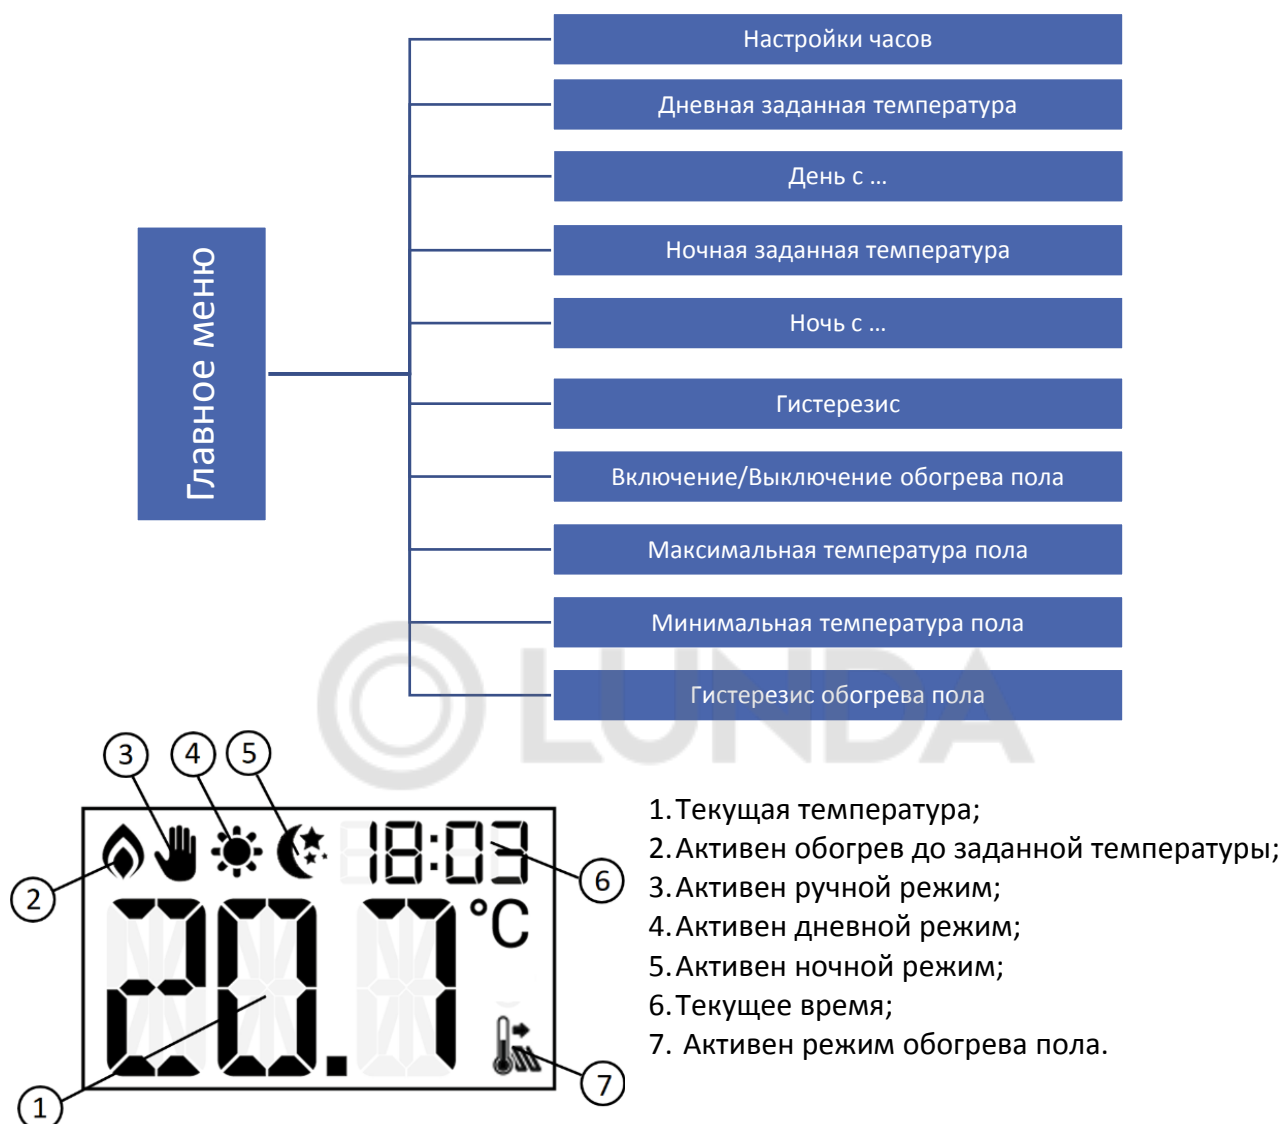 Главное меню
Настройки часов
Дневная заданная температура
День с ...
Ночная заданная температура
Ночь с ...
Гистерезис
Включение/Выключение обогрева пола
Максимальная температура пола
Минимальная температура пола
Гистерезис обогрева пола
LUNDA
3
4
5
18:03
2
6
20.7
°C
7
1
1.Текущая температура;
2.Активен обогрев до заданной температуры;
3.Активен ручной режим;
4.Активен дневной режим;
5.Активен ночной режим;
6.Текущее время;
7. Активен режим обогрева пола.